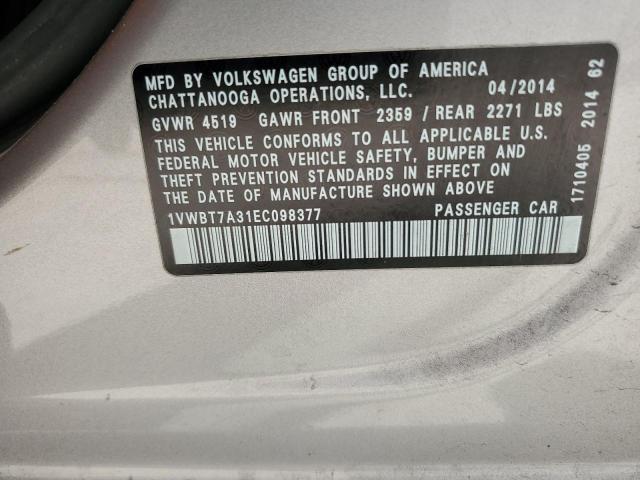 MFD BY VOLKSWAGEN GROUP OF AMERICA
CHATTANOOGA OPERATIONS, LLC. 04/2014
GVWR 4519 GAWR FRONT 2359 / REAR 2271 LBS
THIS VEHICLE CONFORMS TO ALL APPLICABLE U.S.
FEDERAL MOTOR VEHICLE SAFETY, BUMPER AND
THEFT PREVENTION STANDARDS IN EFFECT ON
THE DATE OF MANUFACTURE SHOWN ABOVE
1VWBT7A31EC098377 PASSENGER CAR
1710405 2014 62